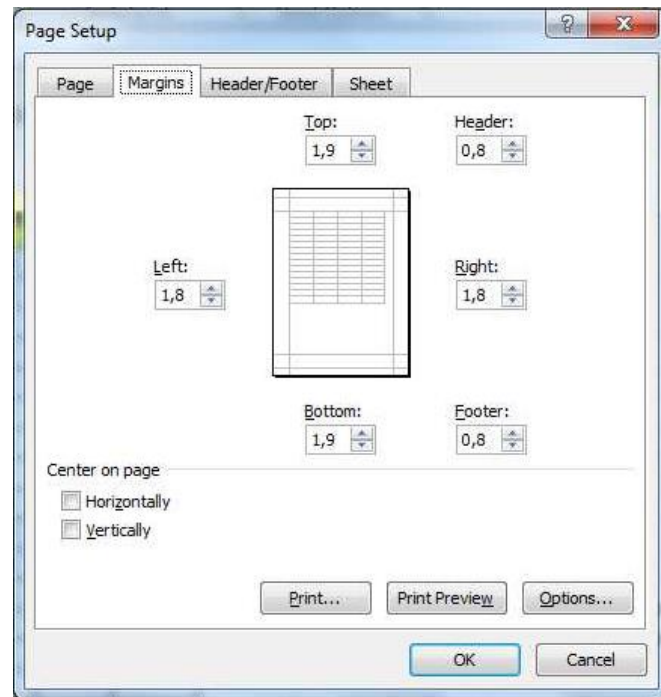 Page Setup
Page Margins Header/Footer Sheet
Top: Header:
1,9 0,8
Left: Right:
1,8 1,8
Bottom: Footer:
1,9 0,8
Center on page
Horizontally
Vertically
Print... Print Preview Options...
OK Cancel